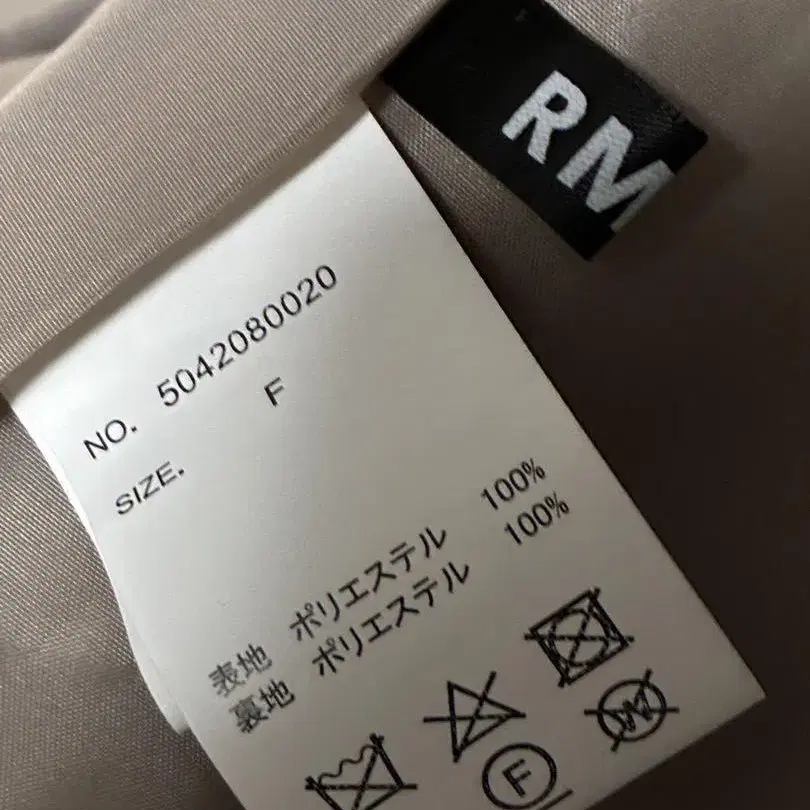 RM
NO. 5042080020
SIZE. F
表地 ポリエステル 100%
裏地 ポリエステル 100%
F
W